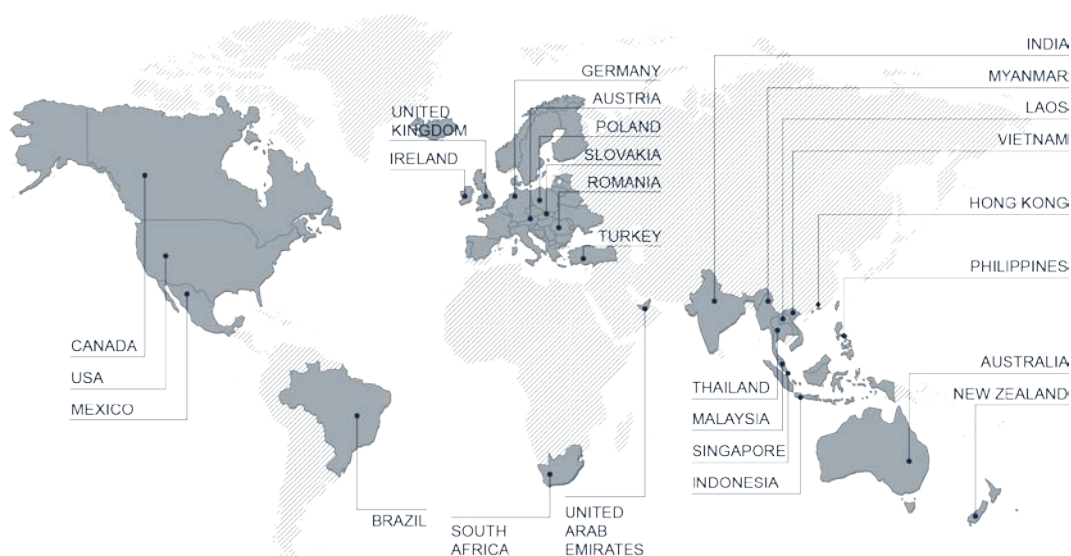 INDIA
GERMANY
MYANMAR
AUSTRIA
LAOS
UNITED
KINGDOM
POLAND
VIETNAM
IRELAND
SLOVAKIA
ROMANIA
HONG KONG
TURKEY
PHILIPPINES
CANADA
AUSTRALIA
USA
THAILAND
NEW ZEALAND
MEXICO
MALAYSIA
SINGAPORE
INDONESIA
BRAZIL
SOUTH
AFRICA
UNITED
ARAB
EMIRATES